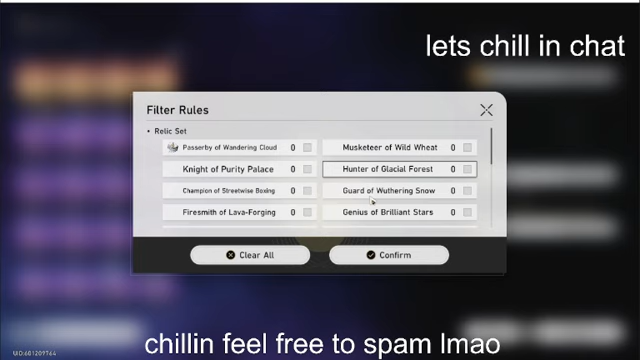 lets chill in chat
Filter Rules
• Relic Set
Passerby of Wandering Cloud 0
Musketeer of Wild Wheat 0
Knight of Purity Palace 0
Hunter of Glacial Forest 0
Champion of Streetwise Boxing 0
Guard of Wuthering Snow 0
Firesmith of Lava-Forging 0
Genius of Brilliant Stars 0
Clear All
Confirm
chillin feel free to spam lmao
UID:601209764